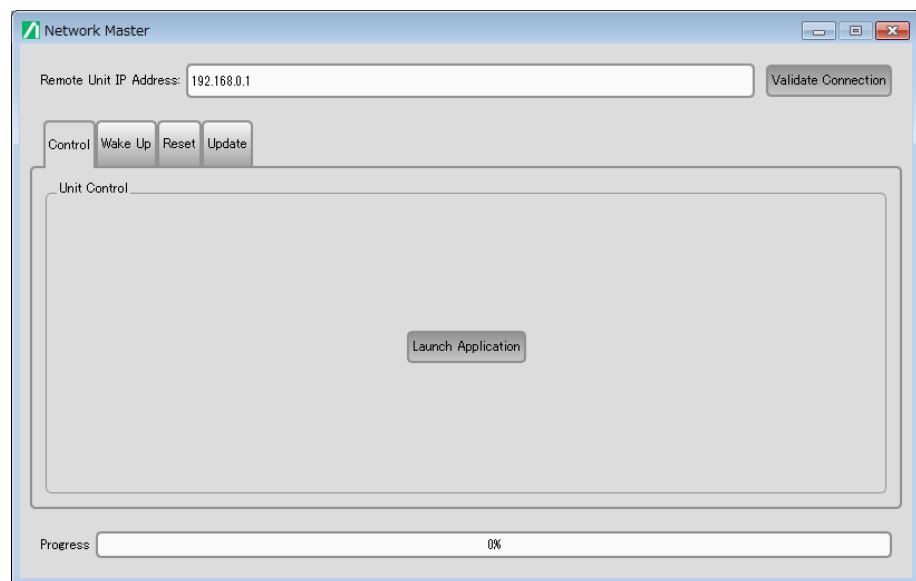 Network Master
Remote Unit IP Address: 192.168.0.1 Validate Connection
Control Wake Up Reset Update
Unit Control
Launch Application
Progress 0%